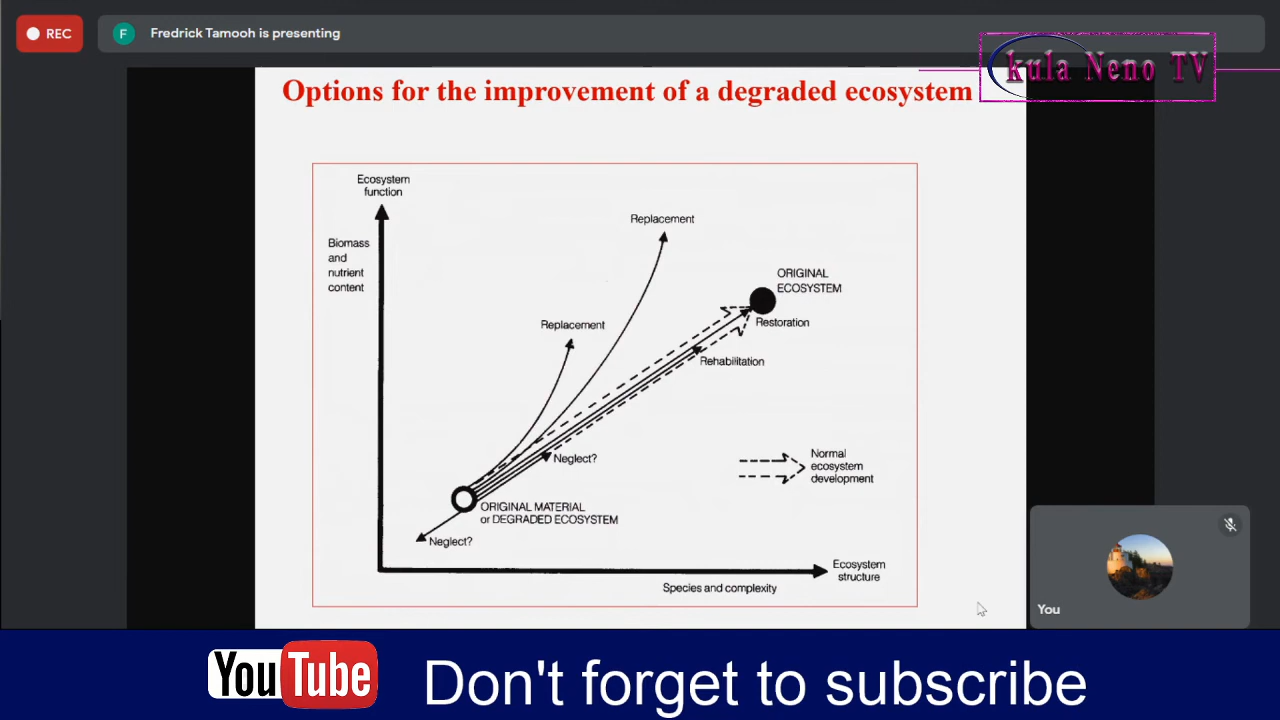 REC
F
Fredrick Tamooh is presenting
kula Neno TV
Options for the improvement of a degraded ecosystem
Ecosystem
function
Biomass
and
nutrient
content
Replacement
ORIGINAL
ECOSYSTEM
Restoration
Replacement
Rehabilitation
Neglect?
Normal
ecosystem
development
ORIGINAL MATERIAL
or DEGRADED ECOSYSTEM
Neglect?
Ecosystem
structure
Species and complexity
You
YouTube
Don't forget to subscribe